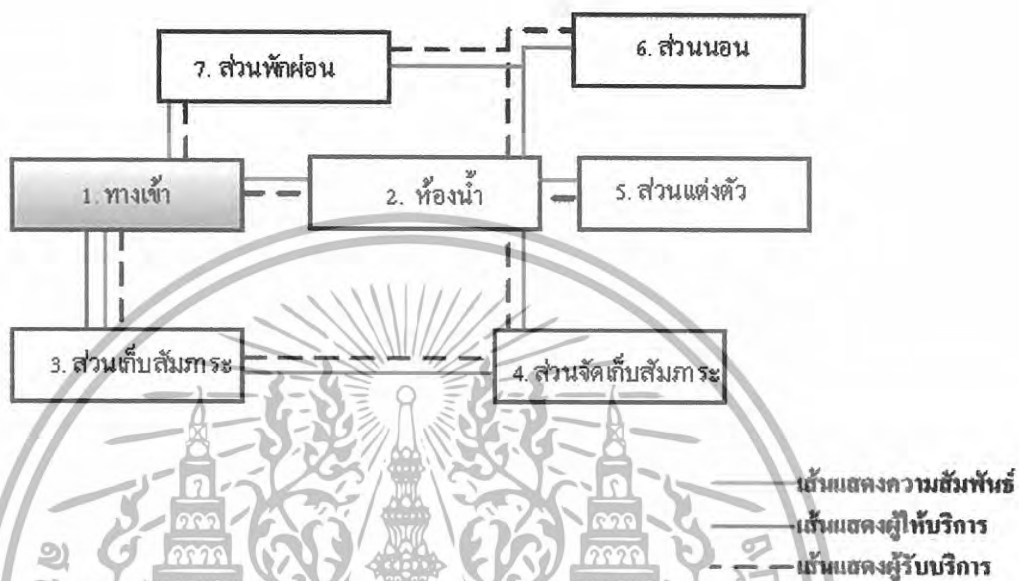 6. ส่วนนอน
7. ส่วนพักผ่อน
1. ทางเข้า
2. ห้องน้ำ
5. ส่วนแต่งตัว
3. ส่วนเก็บสัมภาระ
4. ส่วนจัดเก็บสัมภาระ
เส้นแสดงความสัมพันธ์
เส้นแสดงผู้ให้บริการ
เส้นแสดงผู้รับบริการ